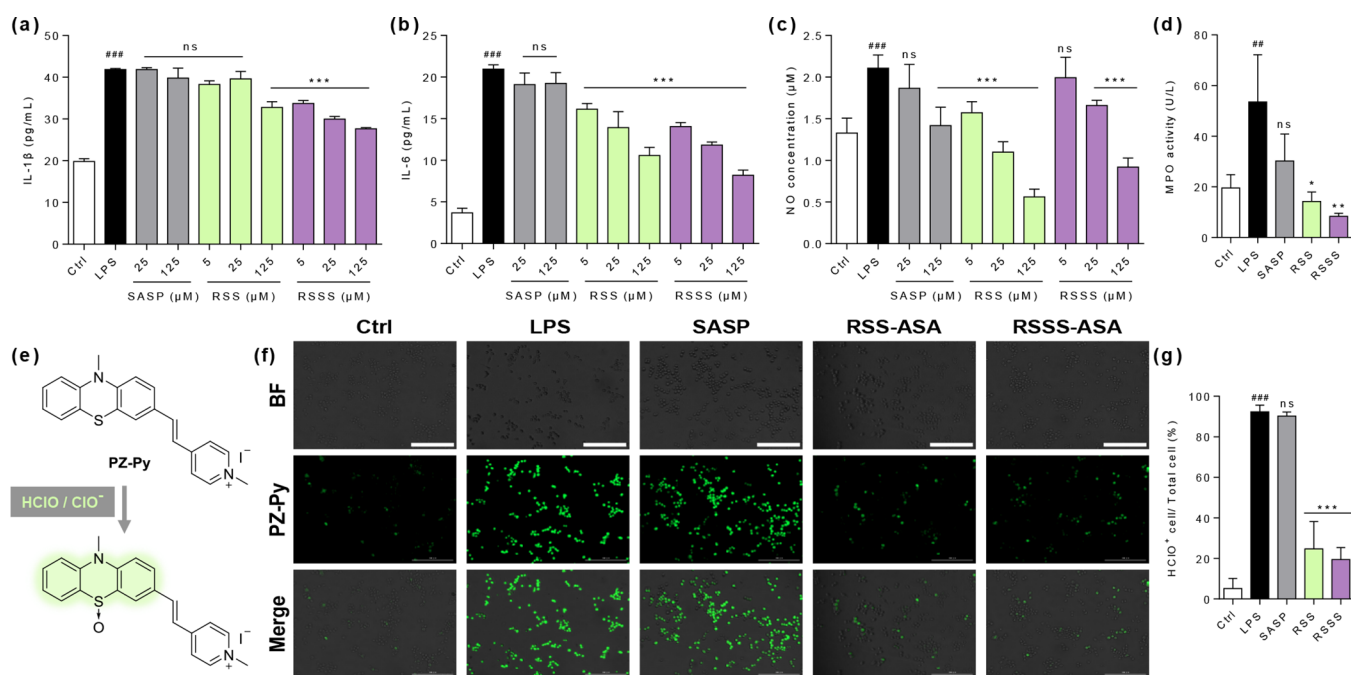 (a)
IL-1β (pg/mL)
50
40
30
20
10
0
###
ns
***
Ctrl
LPS
25
125
5
25
125
5
25
125
SASP (μM)
RSS (μM)
RSSS (μM)
(b)
IL-6 (pg/mL)
25
20
15
10
5
0
###
ns
***
Ctrl
LPS
25
125
5
25
125
5
25
125
SASP (μM)
RSS (μM)
RSSS (μM)
(c)
NO concentration (μM)
2.5
2.0
1.5
1.0
0.5
0.0
###
ns
***
ns
***
Ctrl
LPS
25
125
5
25
125
5
25
125
SASP (μM)
RSS (μM)
RSSS (μM)
(d)
MPO activity (U/L)
80
60
40
20
0
##
ns
*
**
Ctrl
LPS
SASP
RSS
RSSS
(e)
N
S
N
+
I−
PZ-Py
HClO / ClO−
N
S
O
N
+
I−
(f)
Ctrl
LPS
SASP
RSS-ASA
RSSS-ASA
BF
PZ-Py
Merge
(g)
HClO+ cell/ Total cell (%)
100
80
60
40
20
0
###
ns
***
Ctrl
LPS
SASP
RSS
RSSS